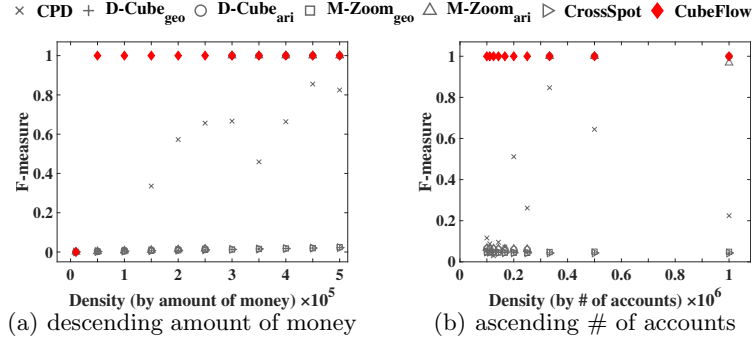 CPD D-Cube_geo D-Cube_ari M-Zoom_geo M-Zoom_ari CrossSpot CubeFlow
1
0.8
0.6
0.4
0.2
0
F-measure
0 1 2 3 4 5
Density (by amount of money) ×10^5
(a) descending amount of money
1
0.8
0.6
0.4
0.2
0
F-measure
0 0.2 0.4 0.6 0.8 1
Density (by # of accounts) ×10^6
(b) ascending # of accounts